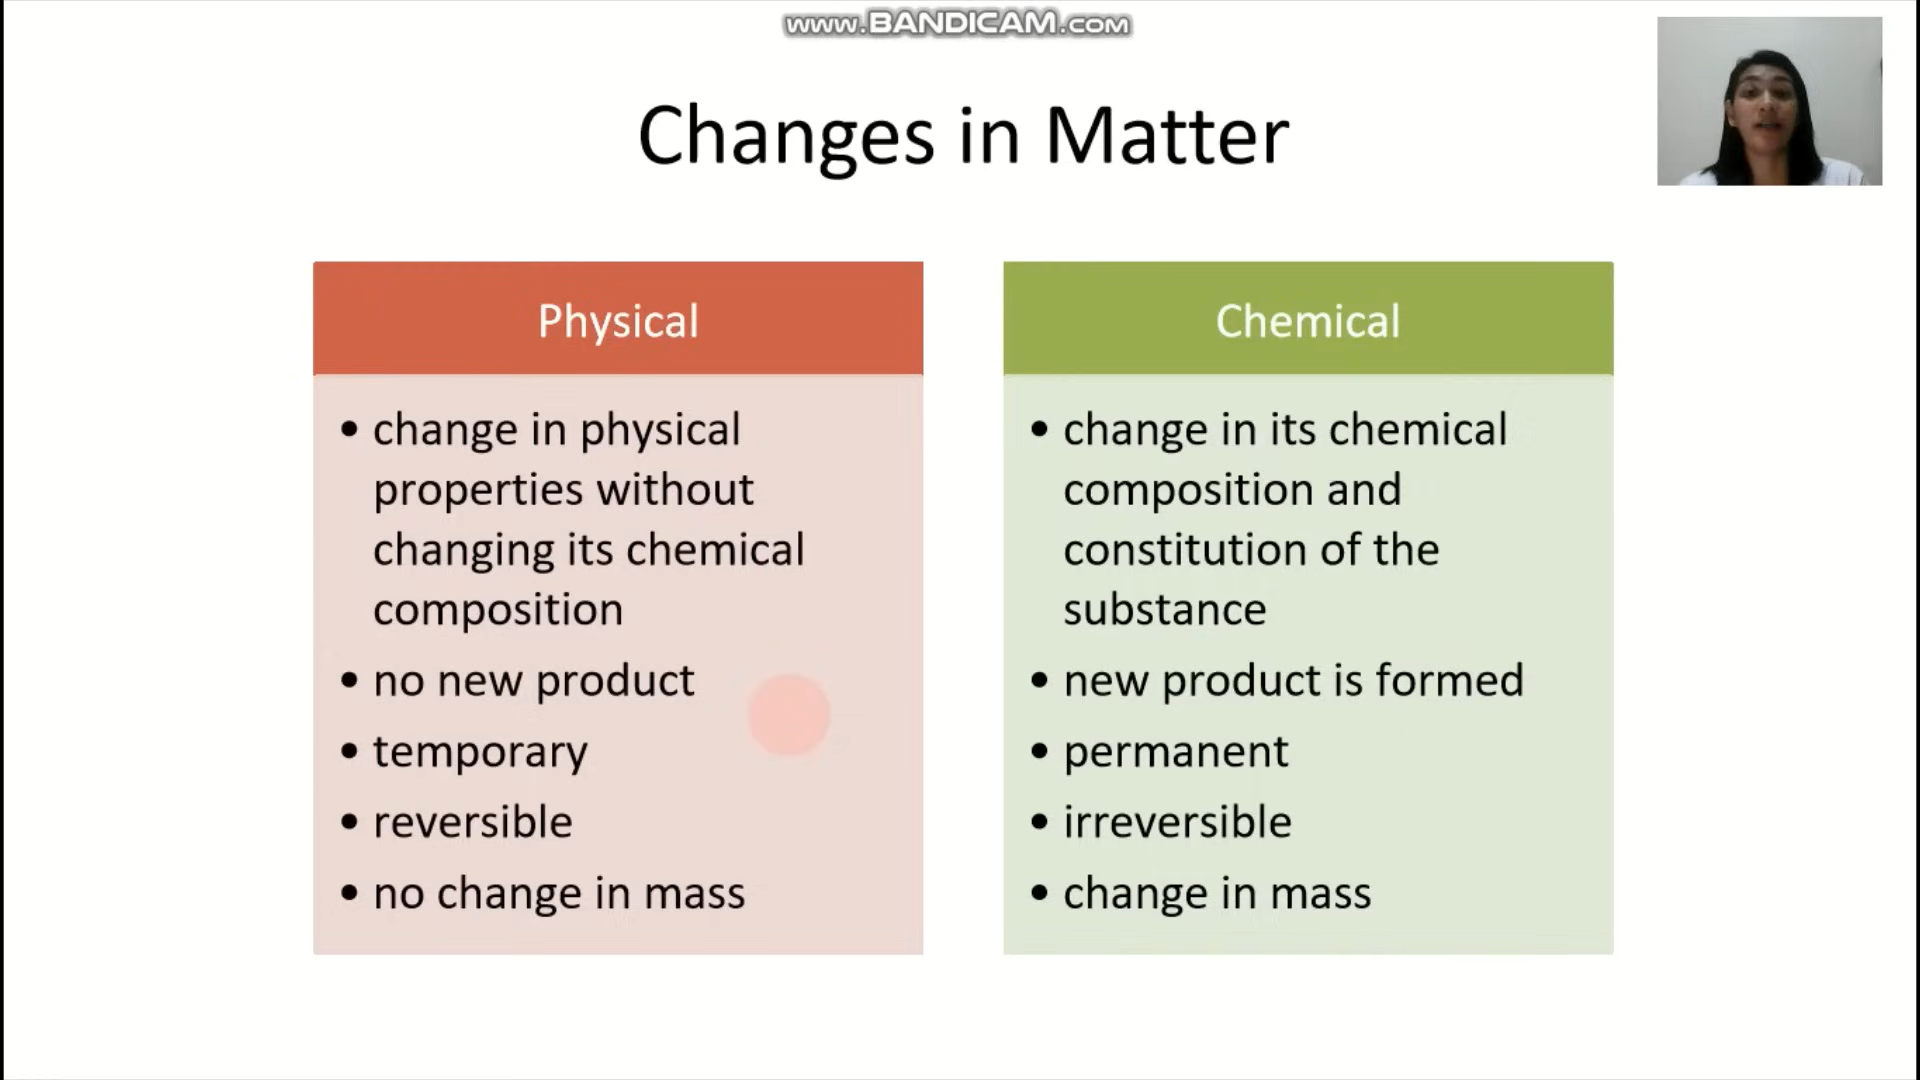 www.BANDICAM.com
Changes in Matter
Physical
• change in physical
properties without
changing its chemical
composition
• no new product
• temporary
• reversible
• no change in mass
Chemical
• change in its chemical
composition and
constitution of the
substance
• new product is formed
• permanent
• irreversible
• change in mass